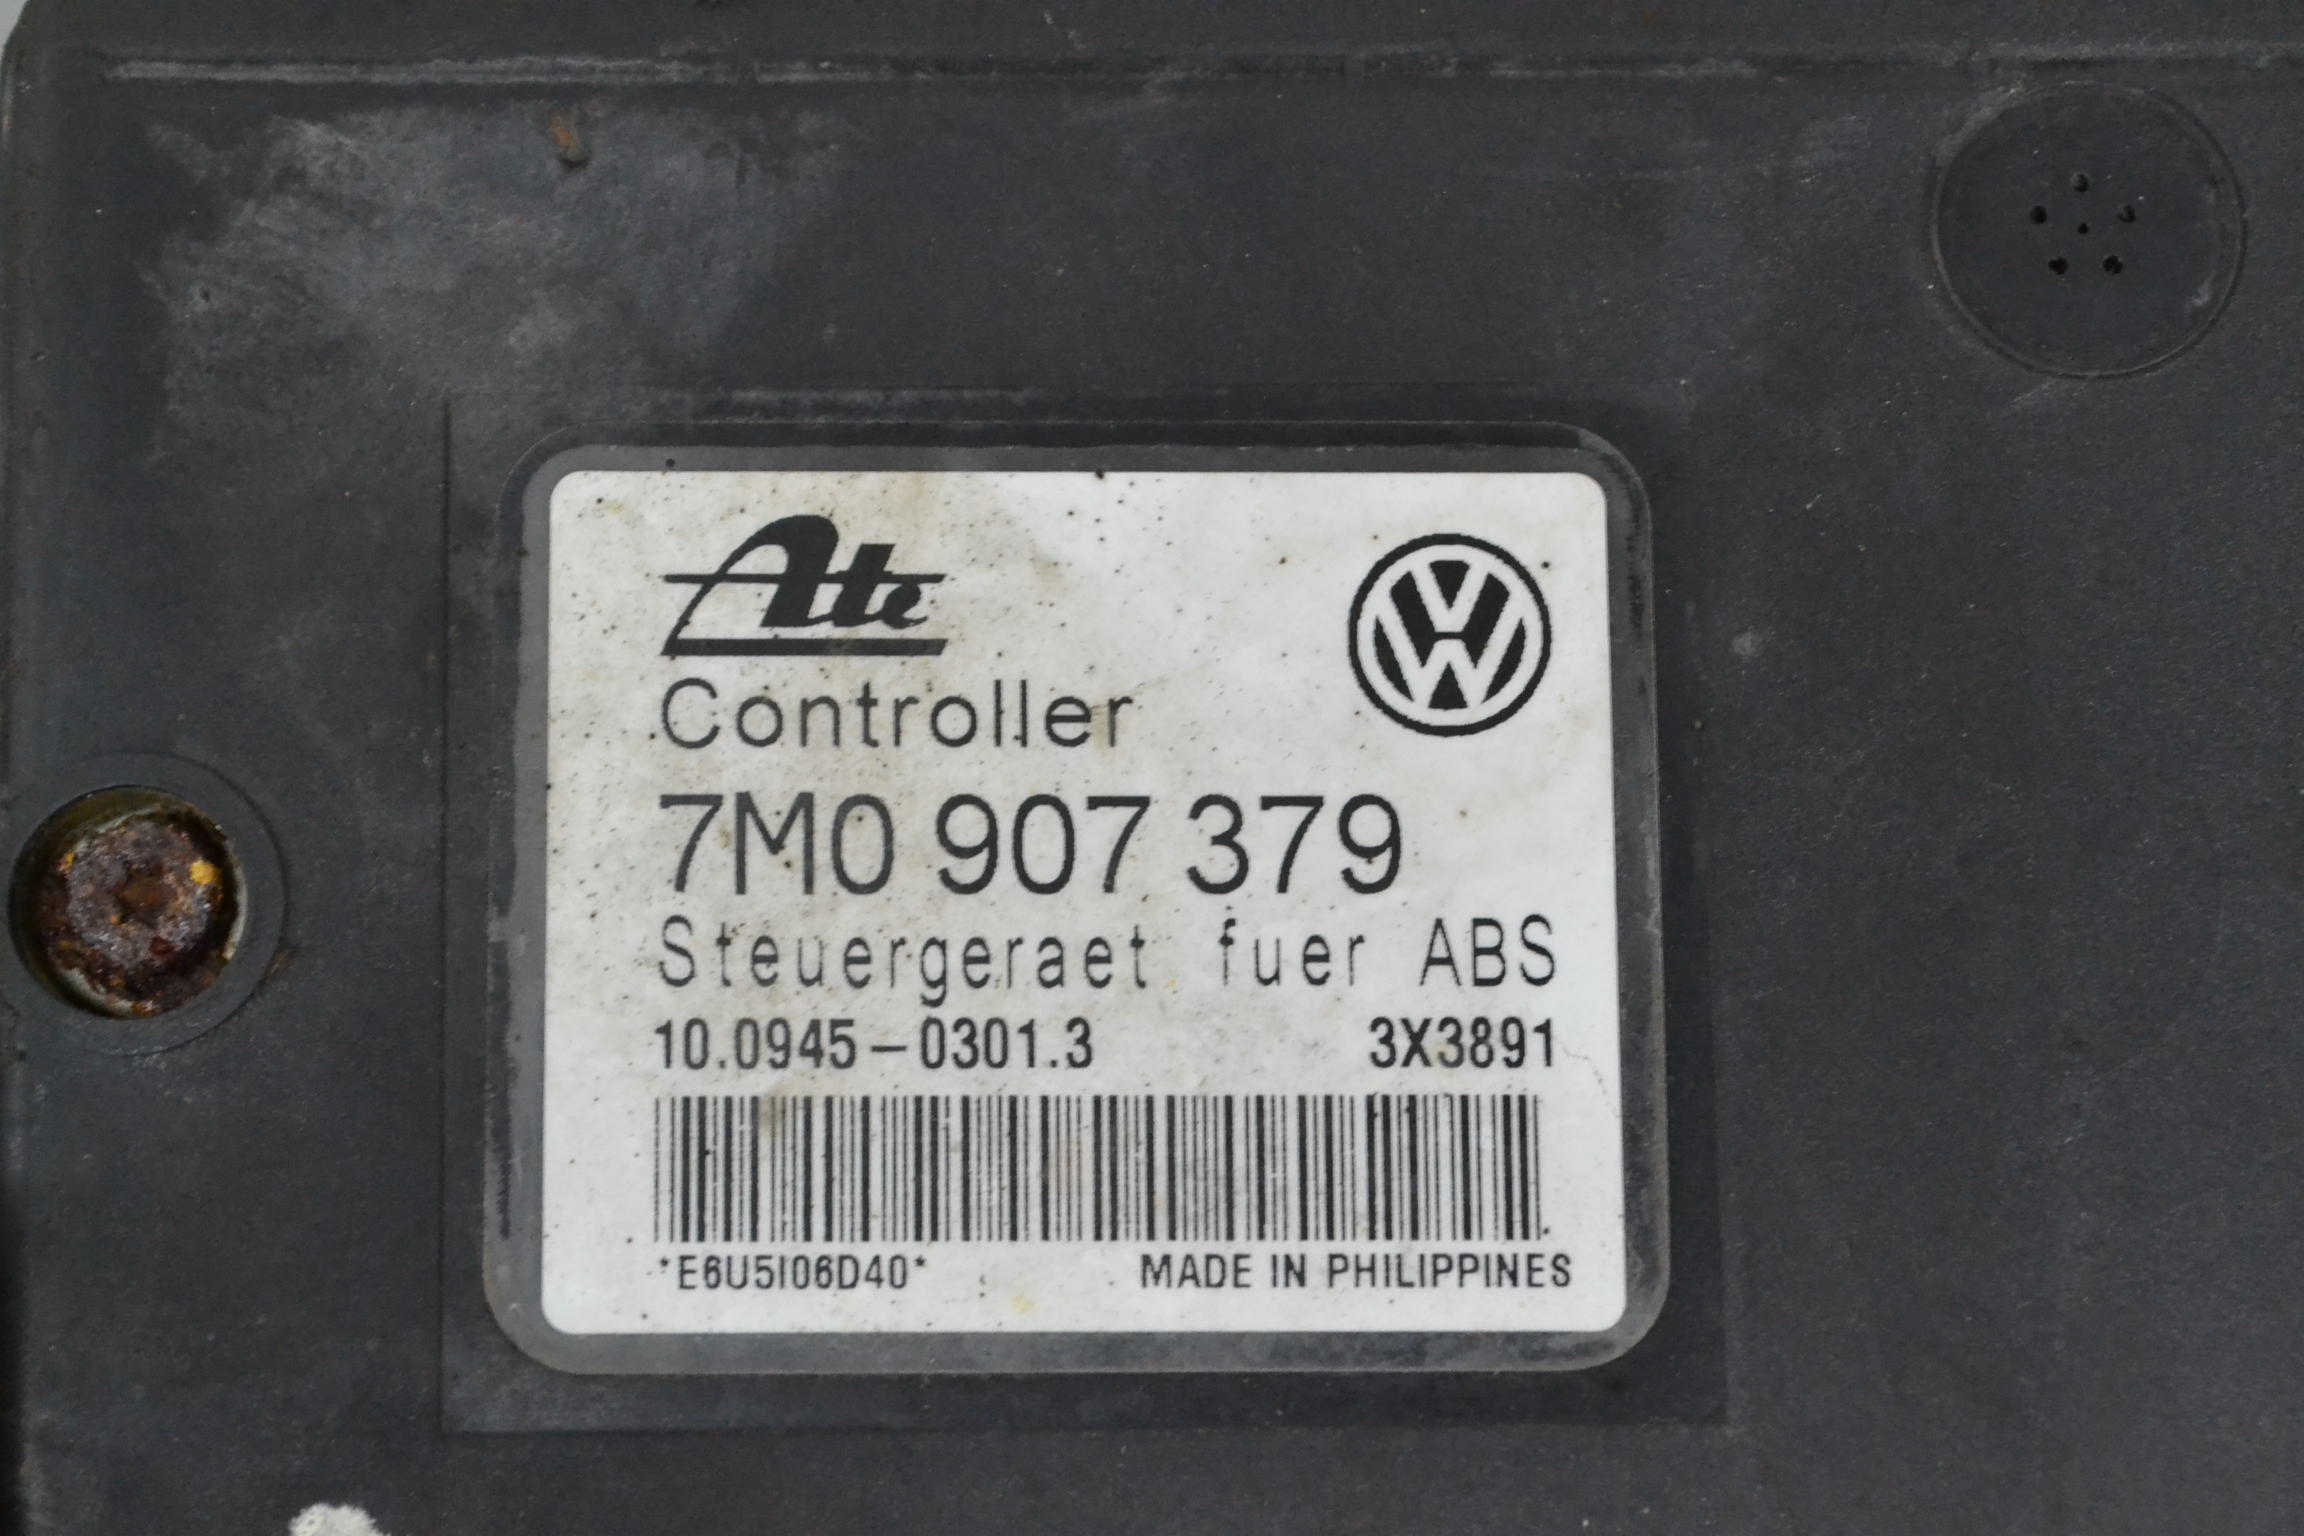 Ate
Controller
7M0 907 379
Steuergeraet fuer ABS
10.0945-0301.3 3X3891
*E6U5I06D40* MADE IN PHILIPPINES